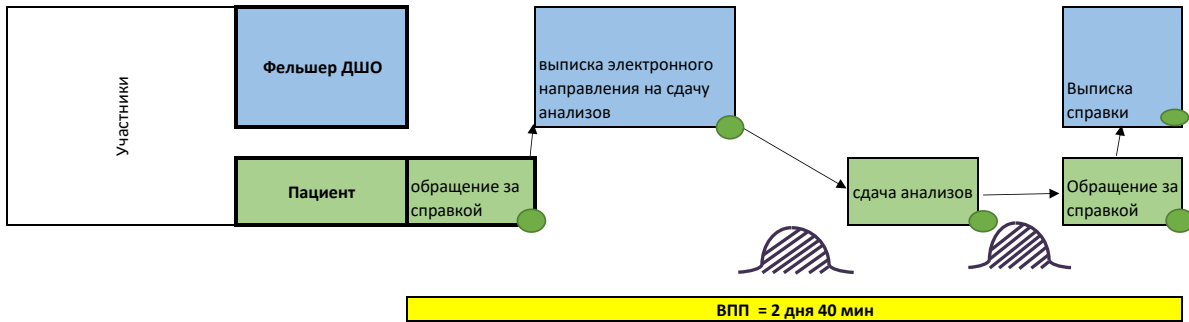 Участники
Фельшер ДШО
выписка электронного
направления на сдачу
анализов
Выписка
справки
Пациент
обращение за
справкой
сдача анализов
Обращение за
справкой
ВПП = 2 дня 40 мин